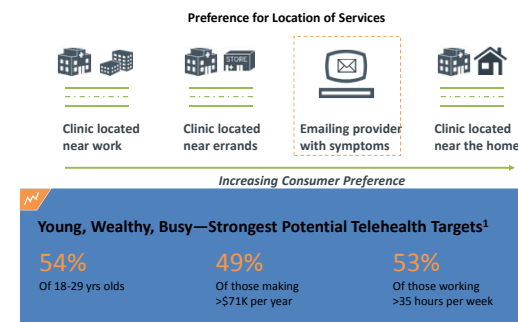 Preference for Location of Services
STORE
Clinic located
near work
Clinic located
near errands
Emailing provider
with symptoms
Clinic located
near the home
Increasing Consumer Preference
Young, Wealthy, Busy—Strongest Potential Telehealth Targets¹
54%
Of 18-29 yrs olds
49%
Of those making
>$71K per year
53%
Of those working
>35 hours per week